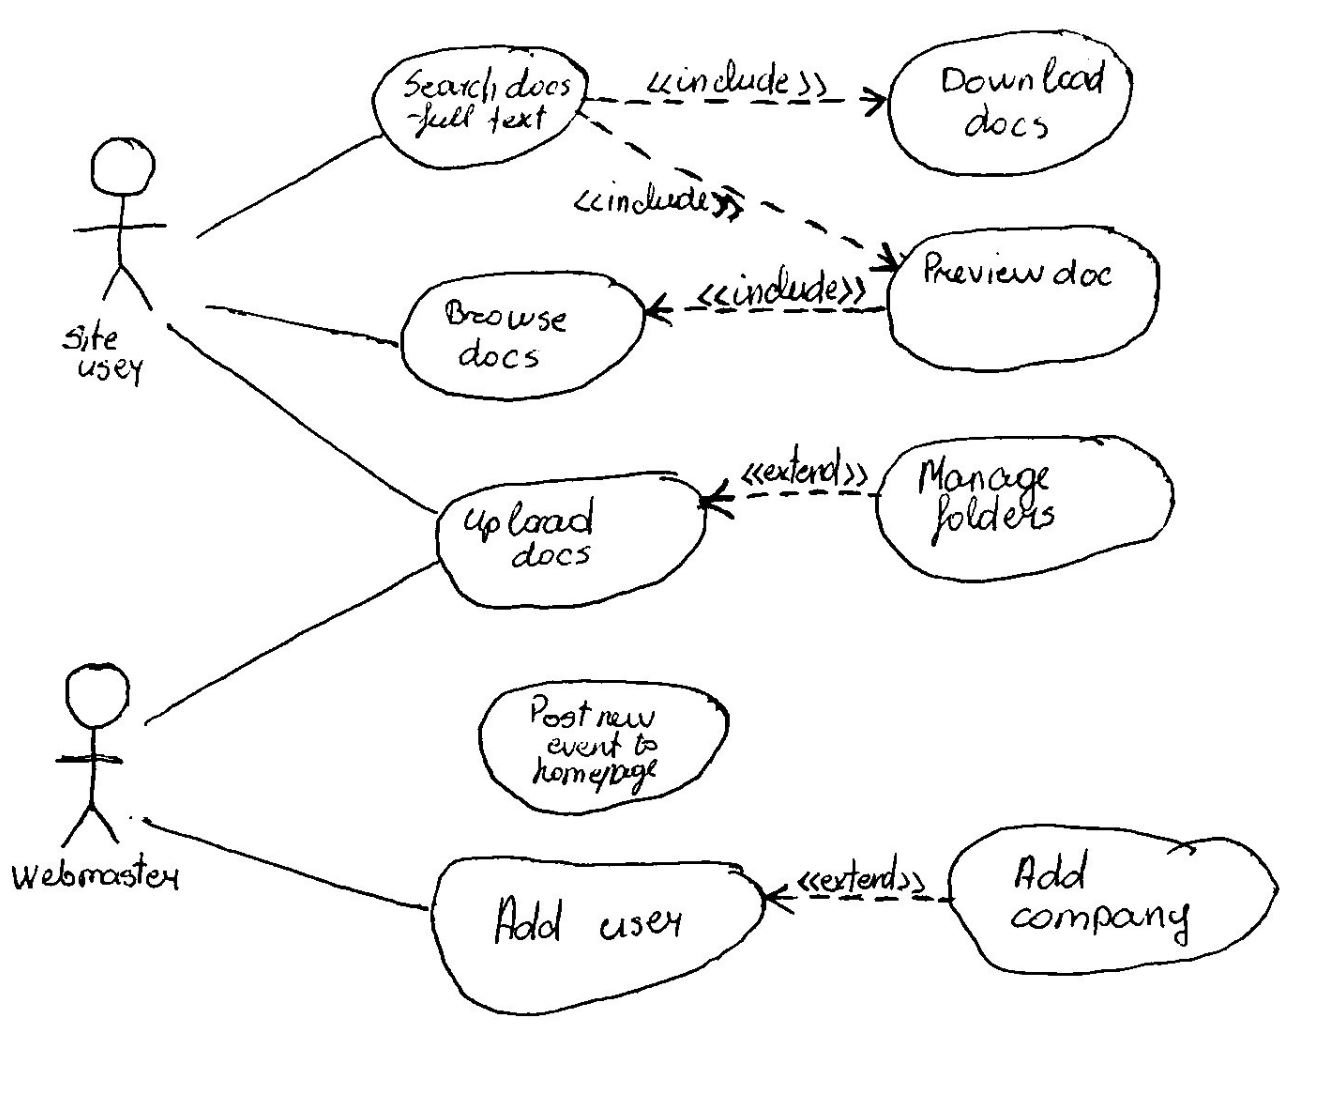 Search docs
-full text
<<include>>
Download
docs
<<include>>
Preview doc
<<include>>
Browse
docs
Site
user
<<extend>>
Manage
folders
Upload
docs
Post new
event to
homepage
Webmaster
Add user
<<extend>>
Add
company